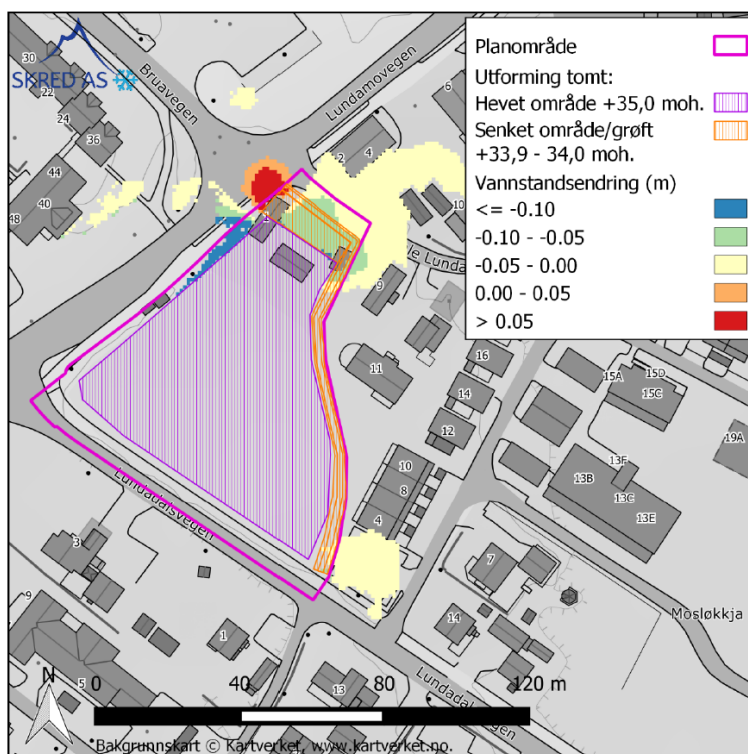 SKRED AS
Planområde
Utforming tomt:
Hevet område +35,0 moh.
Senket område/grøft
+33,9 - 34,0 moh.
Vannstandsendring (m)
<= -0.10
-0.10 - -0.05
-0.05 - 0.00
0.00 - 0.05
> 0.05
Bruavegen
Lundamovegen
30
22
24
36
44
40
48
2
4
6
10
1
le Lunda
9
11
16
14
12
15A
15D
15C
19A
10
8
4
13F
13B
13C
13E
Lundadalsvegen
3
9
1
5
7
14
13
Mosløkkja
Lundadalsvegen
N
0 40 80 120 m
Bakgrunnskart © Kartverket, www.kartverket.no.